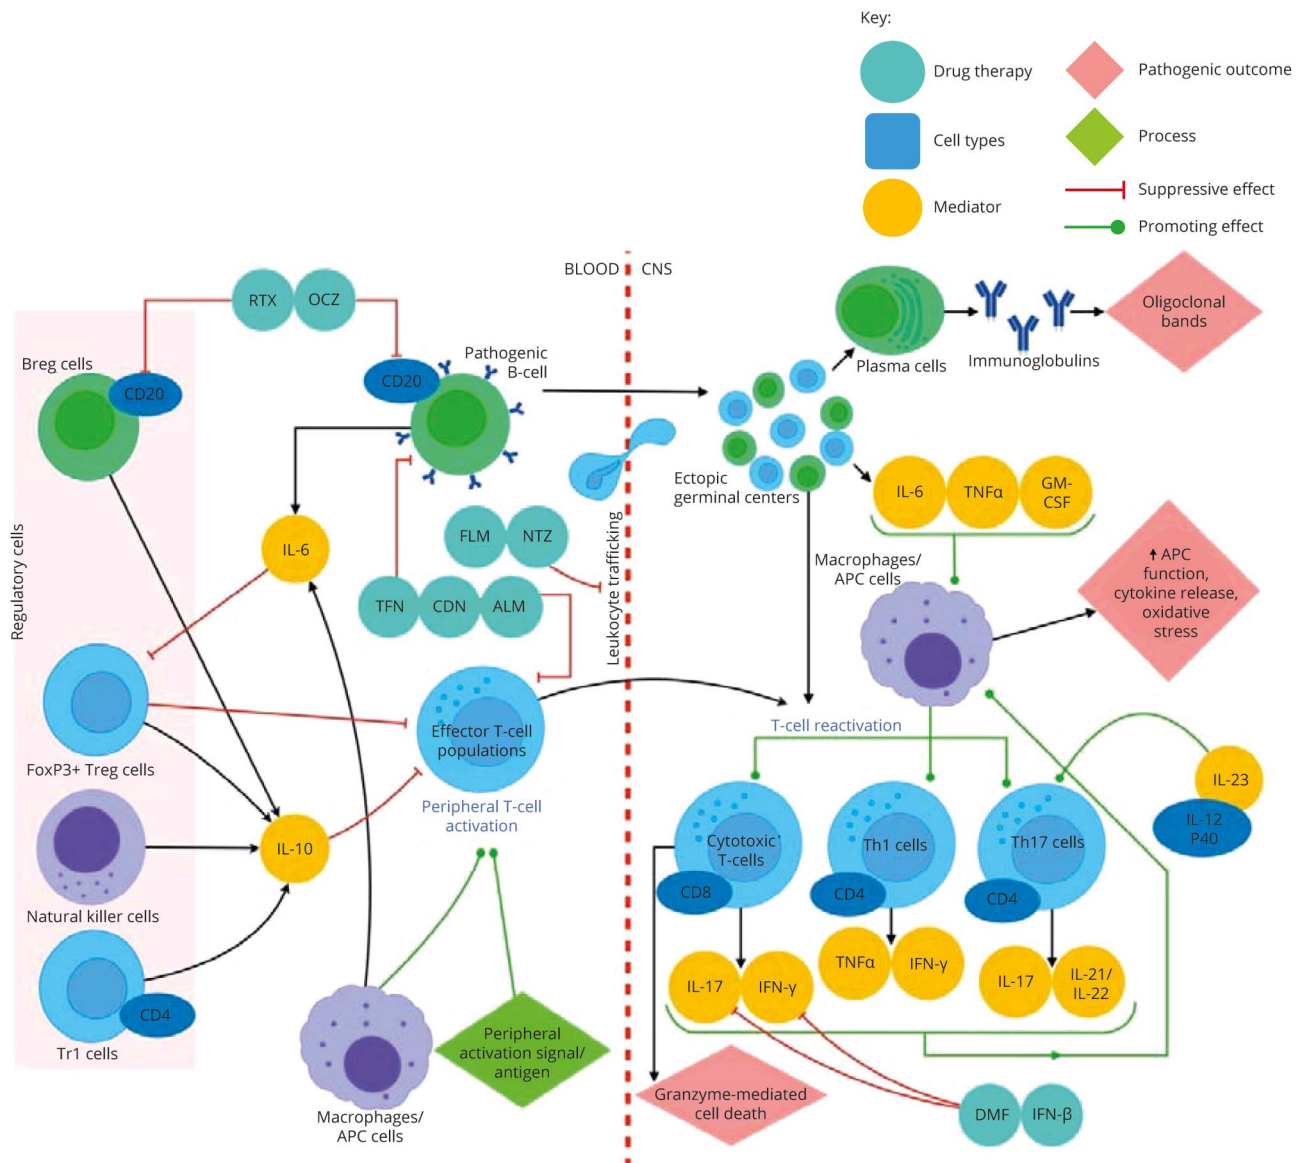 Key:
Drug therapy
Pathogenic outcome
Cell types
Process
Mediator
Suppressive effect
Promoting effect
BLOOD
CNS
RTX
OCZ
Oligoclonal
bands
Breg cells
CD20
Pathogenic
B-cell
CD20
Plasma cells
Immunoglobulins
Ectopic
germinal centers
IL-6
TNFα
GM-
CSF
Regulatory cells
IL-6
FLM
NTZ
Leukocyte trafficking
TFN
CDN
ALM
Macrophages/
APC cells
↑ APC
function,
cytokine release,
oxidative
stress
FoxP3+ Treg cells
Effector T-cell
populations
T-cell reactivation
Peripheral T-cell
activation
IL-23
IL-12
P40
Natural killer cells
IL-10
Cytotoxic
T-cells
CD8
Th1 cells
CD4
Th17 cells
CD4
TNFα
IFN-γ
IL-17
IFN-γ
IL-17
IL-21/
IL-22
CD4
Tr1 cells
Macrophages/
APC cells
Peripheral
activation signal/
antigen
Granzyme-mediated
cell death
DMF
IFN-β